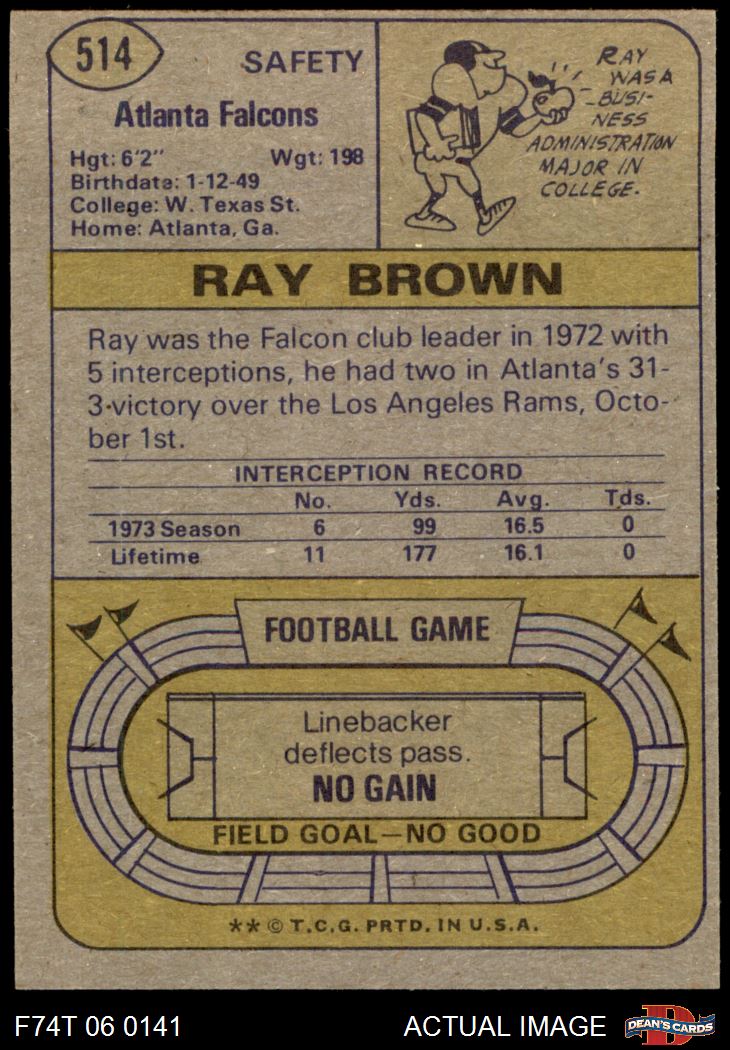 514
SAFETY
Atlanta Falcons
Hgt: 6'2" Wgt: 198
Birthdate: 1-12-49
College: W. Texas St.
Home: Atlanta, Ga.
RAY
WAS A
BUSI-
NESS
ADMINISTRATION
MAJOR IN
COLLEGE.
RAY BROWN
Ray was the Falcon club leader in 1972 with
5 interceptions, he had two in Atlanta's 31-
3 victory over the Los Angeles Rams, Octo-
ber 1st.
INTERCEPTION RECORD
No. Yds. Avg. Tds.
1973 Season 6 99 16.5 0
Lifetime 11 177 16.1 0
FOOTBALL GAME
Linebacker
deflects pass.
NO GAIN
FIELD GOAL—NO GOOD
** © T.C.G. PRTD. IN U.S.A.
F74T 06 0141 ACTUAL IMAGE D DEAN'S CARDS